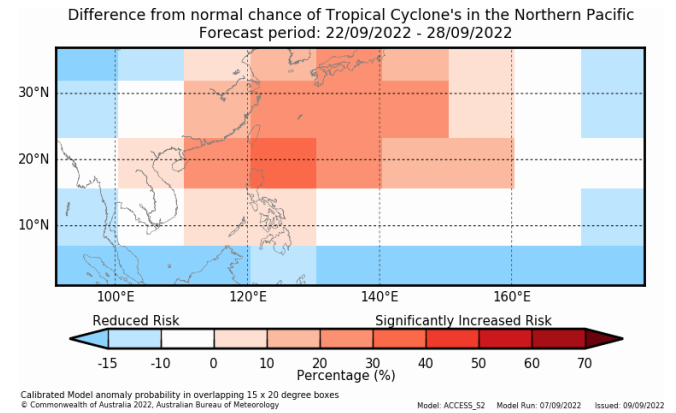 Difference from normal chance of Tropical Cyclone's in the Northern Pacific
Forecast period: 22/09/2022 - 28/09/2022
30°N
20°N
10°N
100°E 120°E 140°E 160°E
Reduced Risk Significantly Increased Risk
-15 -10 0 10 20 30 40 50 60 70
Percentage (%)
Calibrated Model anomaly probability in overlapping 15 x 20 degree boxes
© Commonwealth of Australia 2022, Australian Bureau of Meteorology Model: ACCESS_S2 Model Run: 07/09/2022 Issued: 09/09/2022